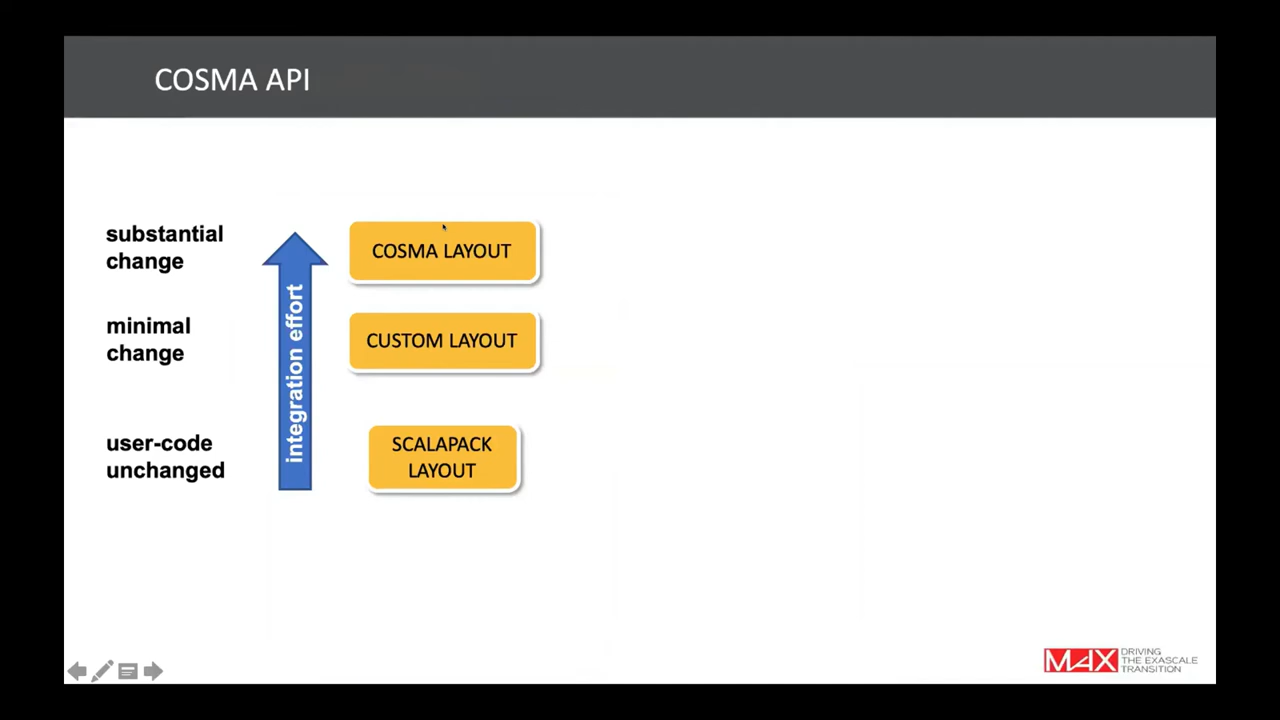 COSMA API
substantial
change
COSMA LAYOUT
minimal
change
CUSTOM LAYOUT
integration effort
user-code
unchanged
SCALAPACK
LAYOUT
MAX
DRIVING
THE EXASCALE
TRANSITION